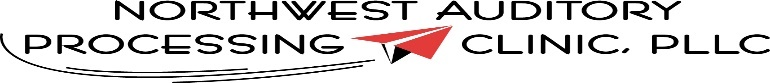 NORTHWEST AUDITORY
PROCESSING CLINIC, PLLC